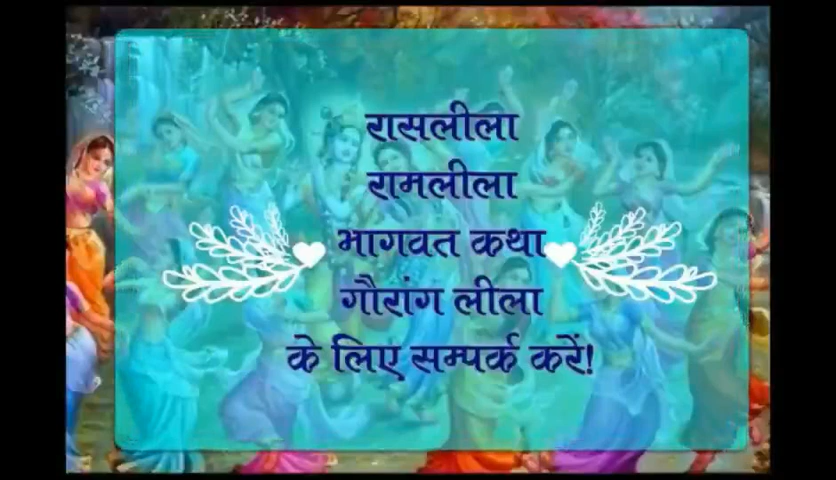 रासलीला
रामलीला
भागवत कथा
गौरांग लीला
के लिए सम्पर्क करें!